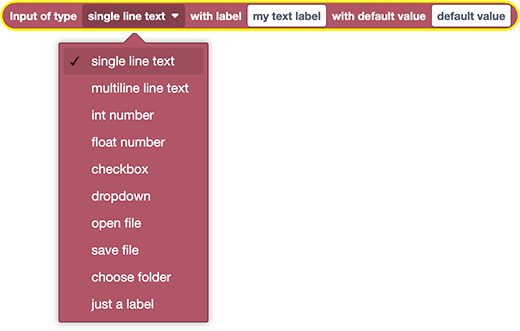 Input of type single line text with label my text label with default value default value
single line text
multiline line text
int number
float number
checkbox
dropdown
open file
save file
choose folder
just a label